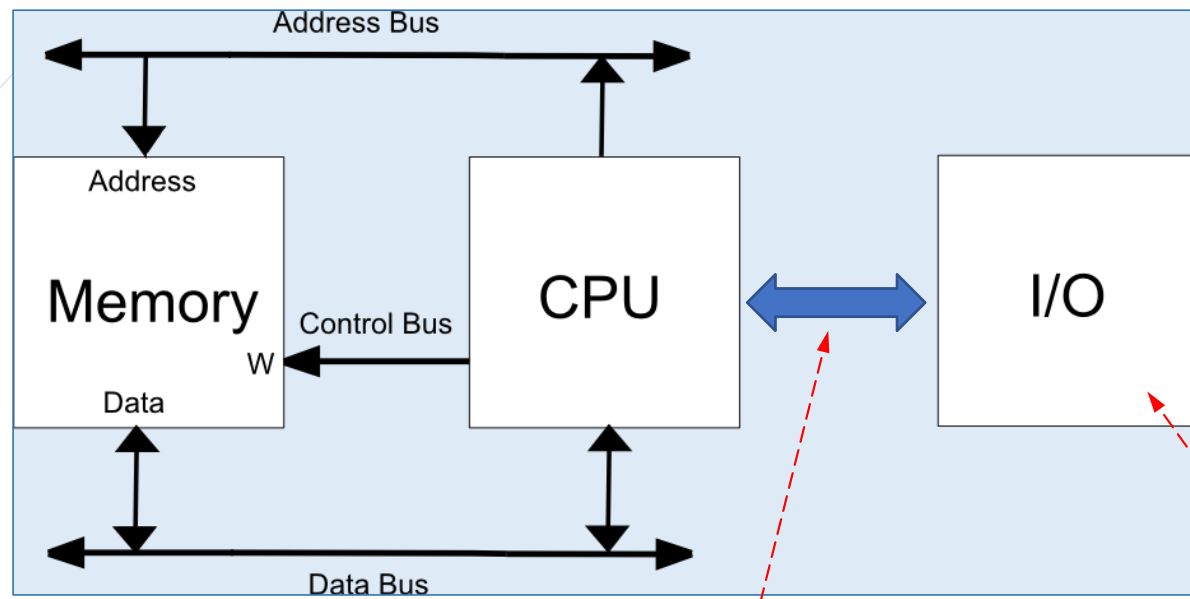 Address Bus
Address
Memory
CPU
I/O
Control Bus
W
Data
Data Bus